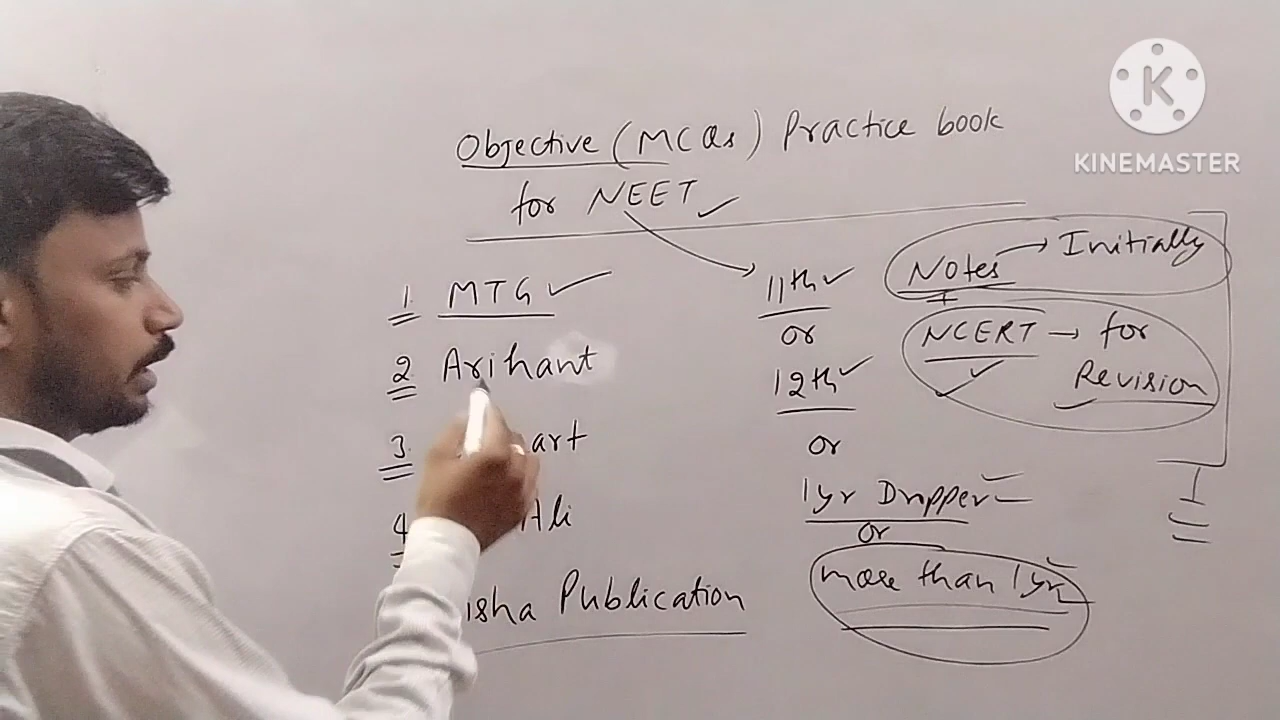 Objective (MCQs) Practice book
for NEET
1. MTG
2. Arihant
3. art
4 Ali
isha Publication
11th
or
12th
or
1yr Dropper
or
more than 1yr
Notes → Initially
+
NCERT → for
Revision
I
K
KINEMASTER